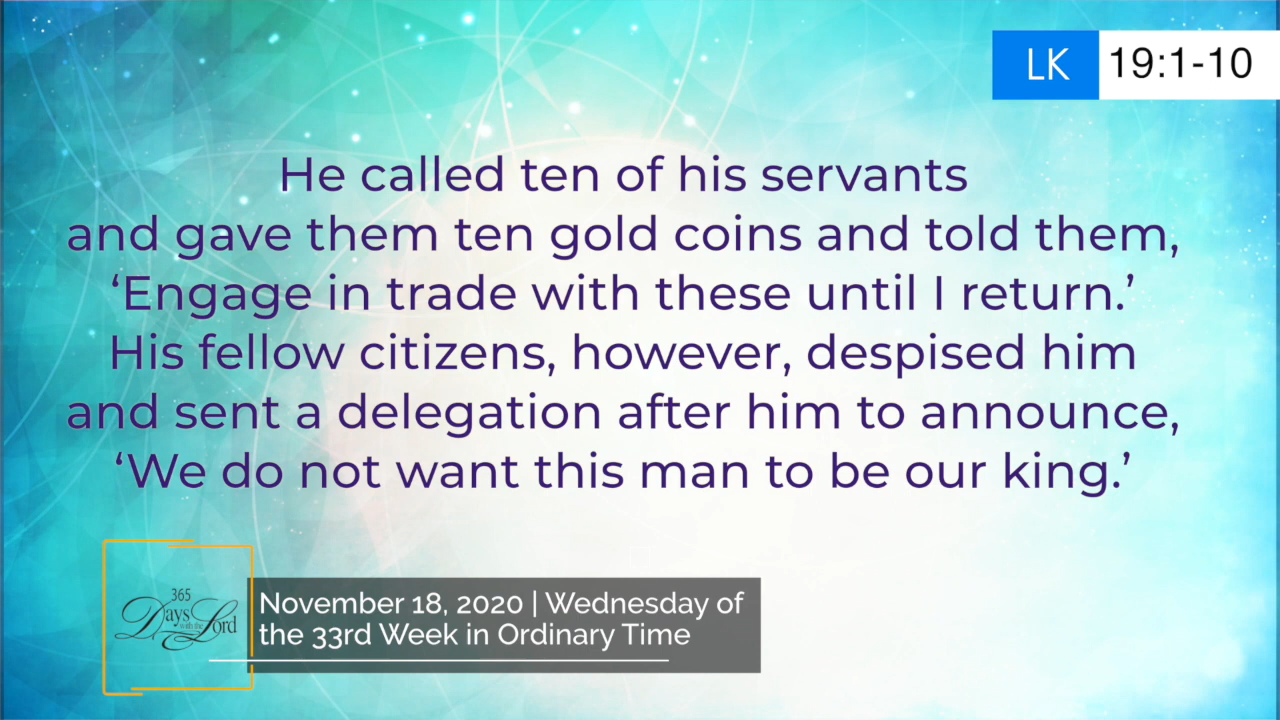 LK 19:1-10
He called ten of his servants
and gave them ten gold coins and told them,
‘Engage in trade with these until I return.’
His fellow citizens, however, despised him
and sent a delegation after him to announce,
‘We do not want this man to be our king.’
365
Days with the Lord
November 18, 2020 | Wednesday of
the 33rd Week in Ordinary Time